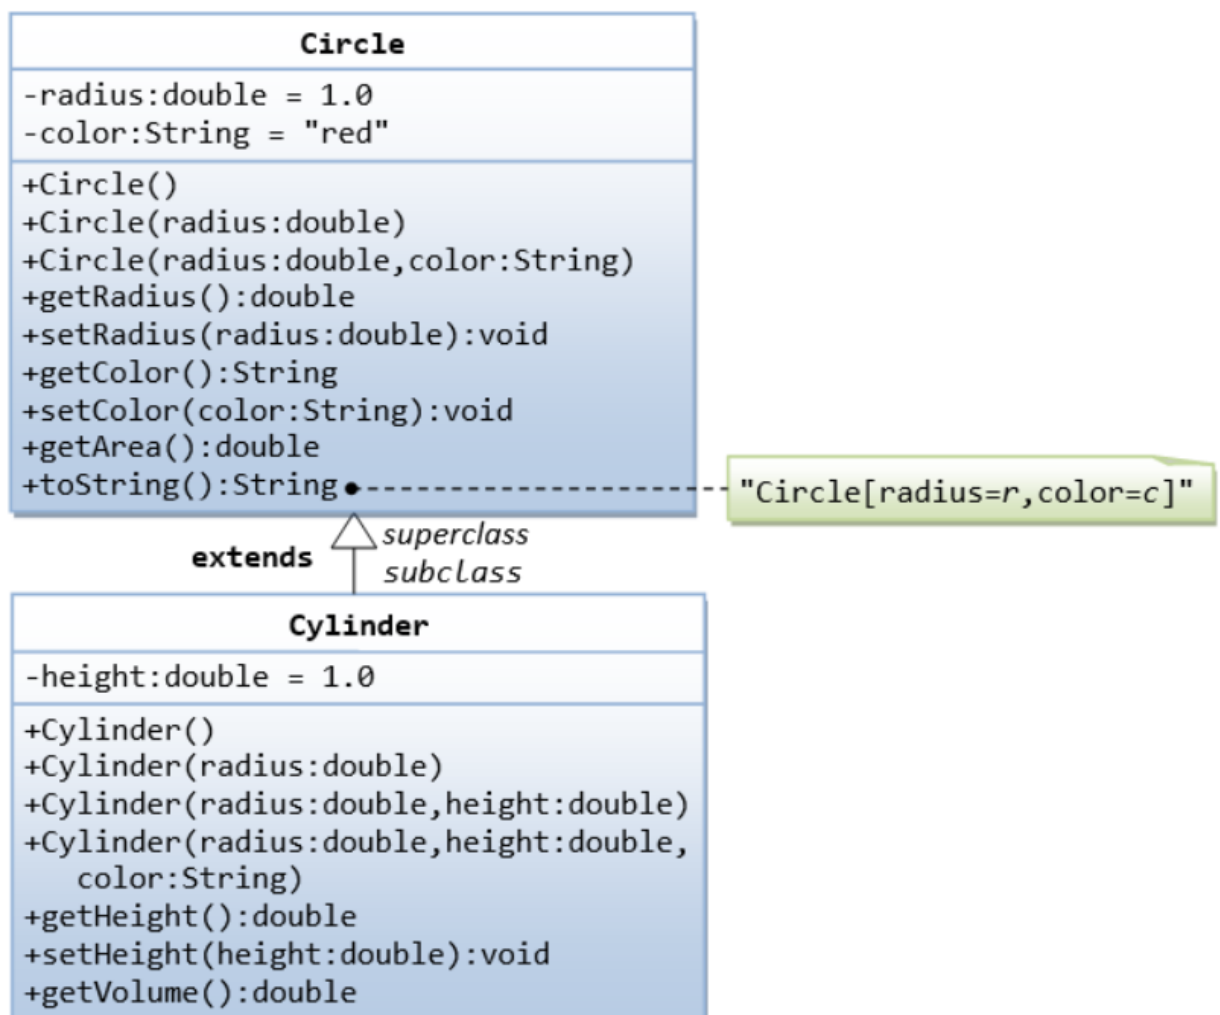 Circle
-radius:double = 1.0
-color:String = "red"
+Circle()
+Circle(radius:double)
+Circle(radius:double,color:String)
+getRadius():double
+setRadius(radius:double):void
+getColor():String
+setColor(color:String):void
+getArea():double
+toString():String
"Circle[radius=r,color=c]"
superclass
extends
subclass
Cylinder
-height:double = 1.0
+Cylinder()
+Cylinder(radius:double)
+Cylinder(radius:double,height:double)
+Cylinder(radius:double,height:double,
color:String)
+getHeight():double
+setHeight(height:double):void
+getVolume():double